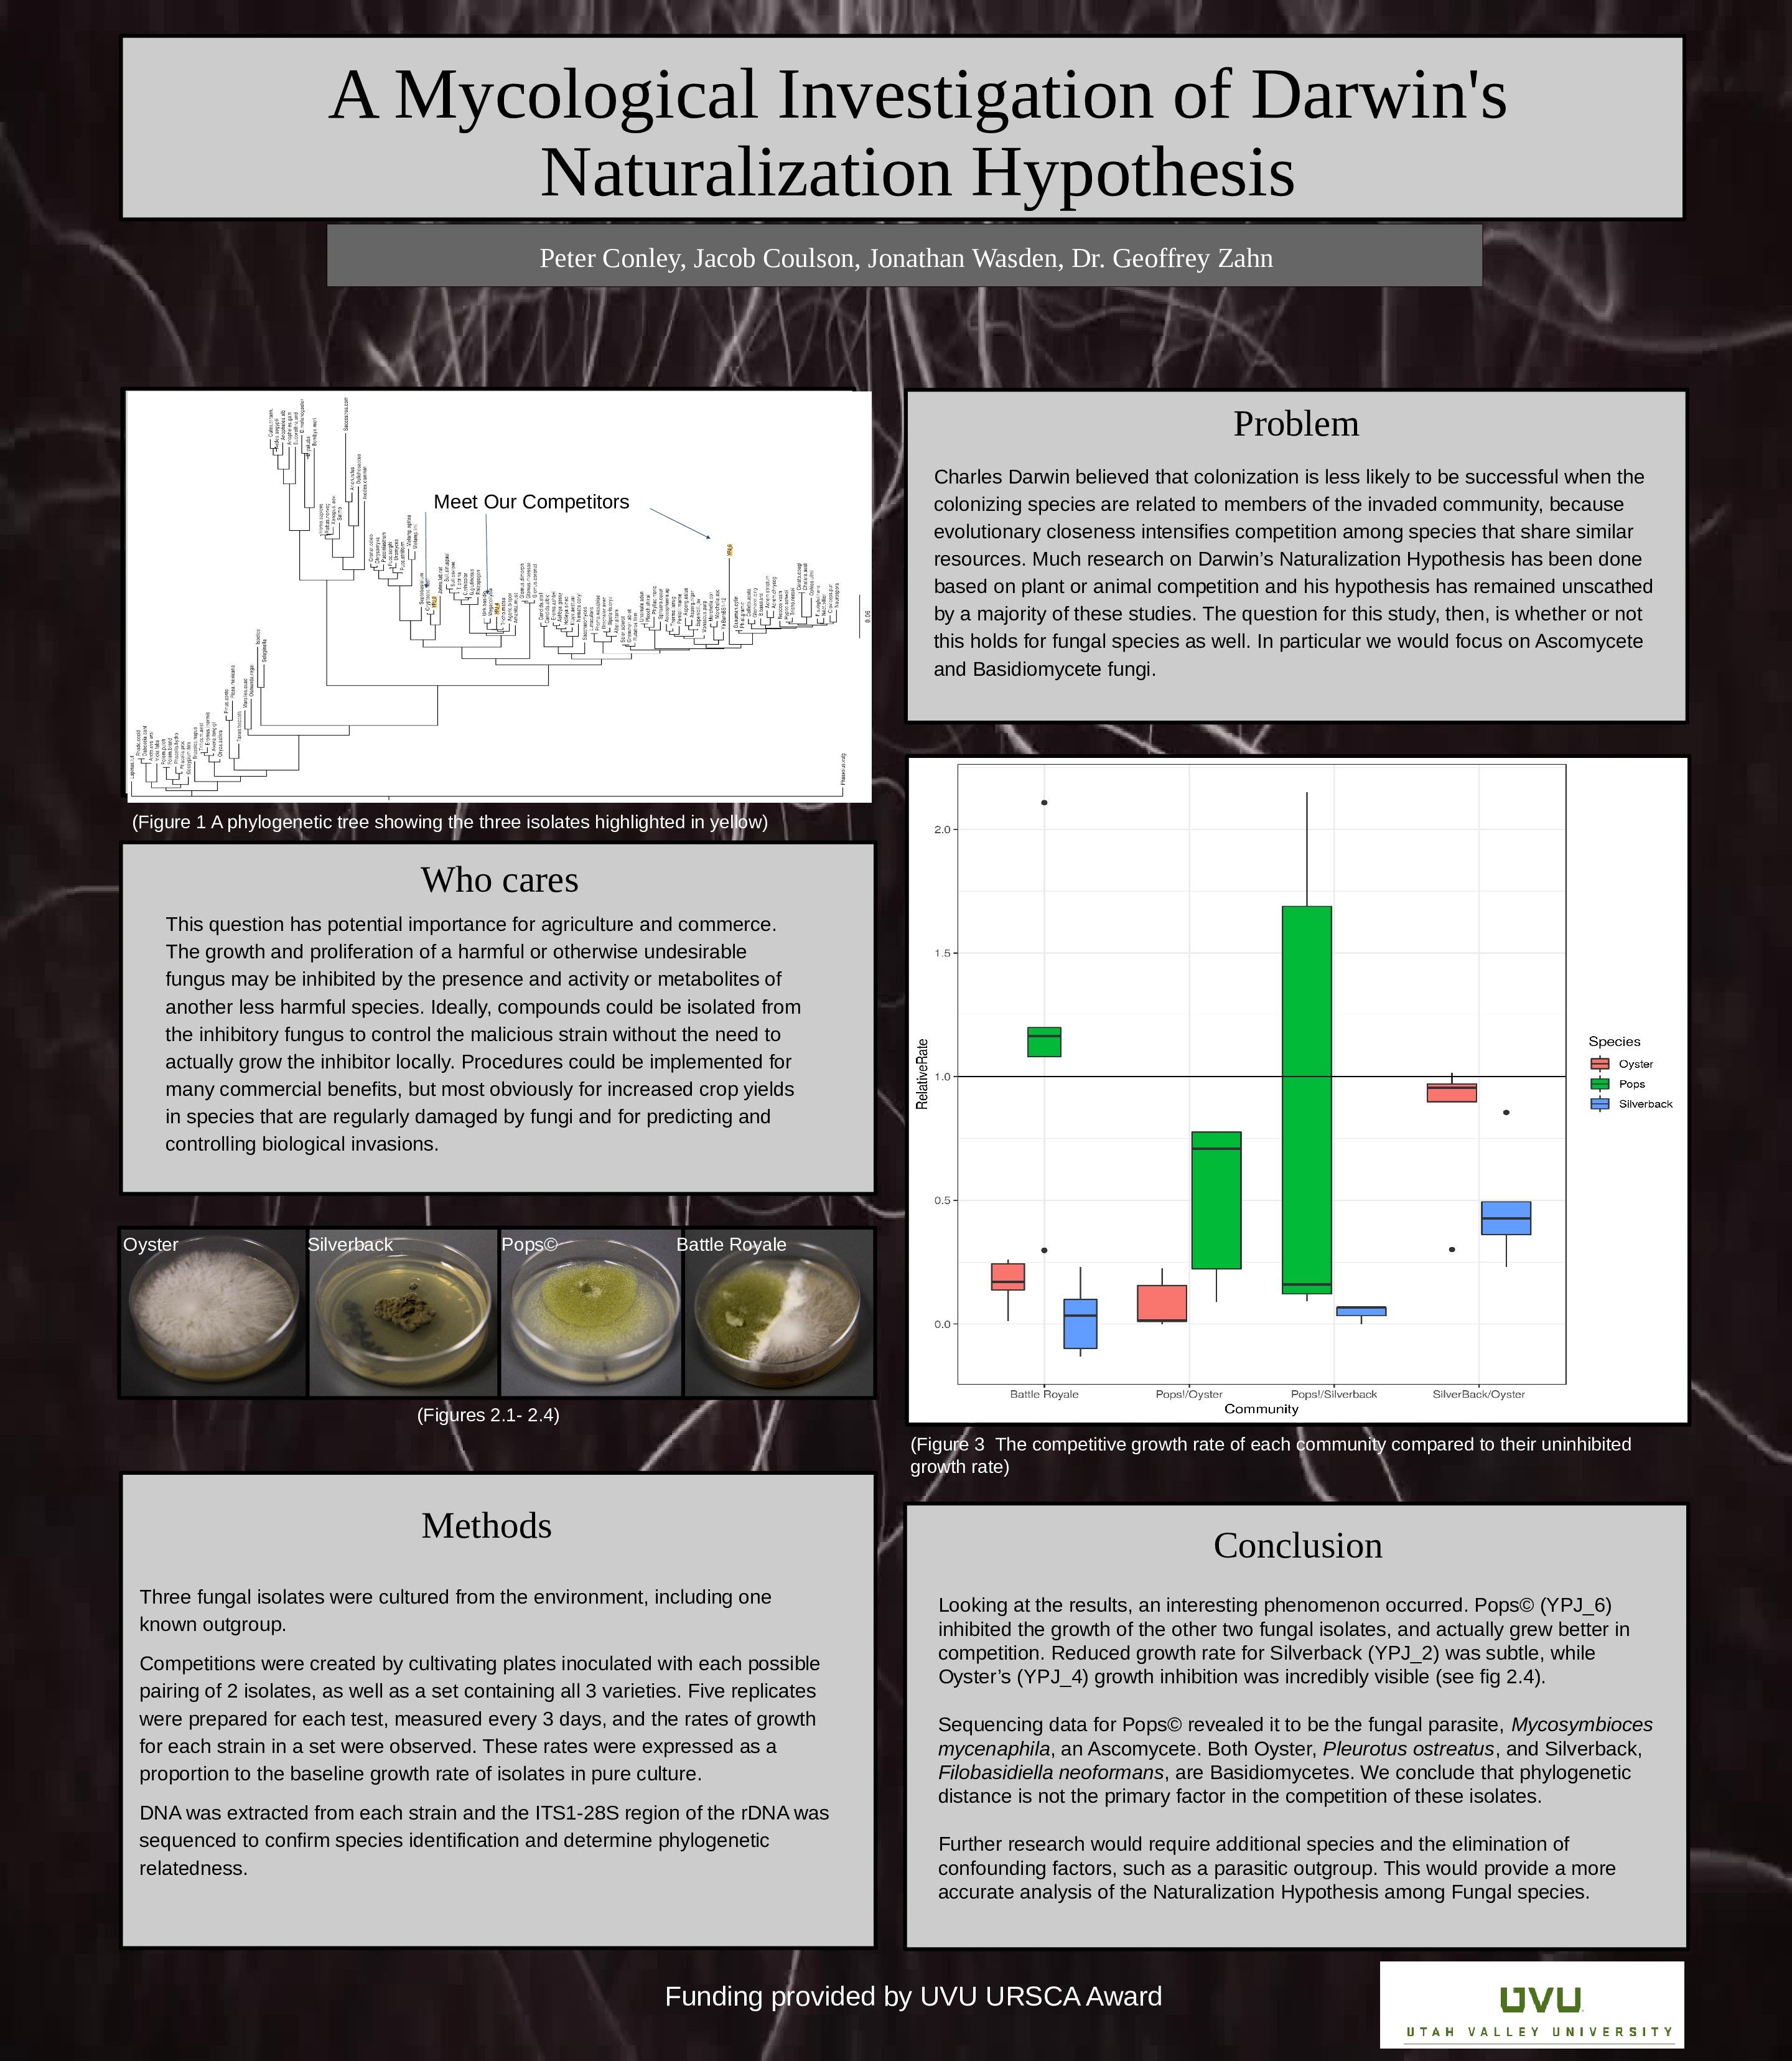 A Mycological Investigation of Darwin's
Naturalization Hypothesis
Peter Conley, Jacob Coulson, Jonathan Wasden, Dr. Geoffrey Zahn
Meet Our Competitors
0.06
(Figure 1 A phylogenetic tree showing the three isolates highlighted in yellow)
Who cares
This question has potential importance for agriculture and commerce.
The growth and proliferation of a harmful or otherwise undesirable
fungus may be inhibited by the presence and activity or metabolites of
another less harmful species. Ideally, compounds could be isolated from
the inhibitory fungus to control the malicious strain without the need to
actually grow the inhibitor locally. Procedures could be implemented for
many commercial benefits, but most obviously for increased crop yields
in species that are regularly damaged by fungi and for predicting and
controlling biological invasions.
Oyster
Silverback
Pops©
Battle Royale
(Figures 2.1- 2.4)
Methods
Three fungal isolates were cultured from the environment, including one
known outgroup.
Competitions were created by cultivating plates inoculated with each possible
pairing of 2 isolates, as well as a set containing all 3 varieties. Five replicates
were prepared for each test, measured every 3 days, and the rates of growth
for each strain in a set were observed. These rates were expressed as a
proportion to the baseline growth rate of isolates in pure culture.
DNA was extracted from each strain and the ITS1-28S region of the rDNA was
sequenced to confirm species identification and determine phylogenetic
relatedness.
Problem
Charles Darwin believed that colonization is less likely to be successful when the
colonizing species are related to members of the invaded community, because
evolutionary closeness intensifies competition among species that share similar
resources. Much research on Darwin’s Naturalization Hypothesis has been done
based on plant or animal competition and his hypothesis has remained unscathed
by a majority of these studies. The question for this study, then, is whether or not
this holds for fungal species as well. In particular we would focus on Ascomycete
and Basidiomycete fungi.
2.0
1.5
1.0
0.5
0.0
RelativeRate
Battle Royale
Pops!/Oyster
Pops!/Silverback
SilverBack/Oyster
Community
Species
Oyster
Pops
Silverback
(Figure 3 The competitive growth rate of each community compared to their uninhibited
growth rate)
Conclusion
Looking at the results, an interesting phenomenon occurred. Pops© (YPJ_6)
inhibited the growth of the other two fungal isolates, and actually grew better in
competition. Reduced growth rate for Silverback (YPJ_2) was subtle, while
Oyster’s (YPJ_4) growth inhibition was incredibly visible (see fig 2.4).
Sequencing data for Pops© revealed it to be the fungal parasite, Mycosymbioces
mycenaphila, an Ascomycete. Both Oyster, Pleurotus ostreatus, and Silverback,
Filobasidiella neoformans, are Basidiomycetes. We conclude that phylogenetic
distance is not the primary factor in the competition of these isolates.
Further research would require additional species and the elimination of
confounding factors, such as a parasitic outgroup. This would provide a more
accurate analysis of the Naturalization Hypothesis among Fungal species.
Funding provided by UVU URSCA Award
UVU
UTAH VALLEY UNIVERSITY